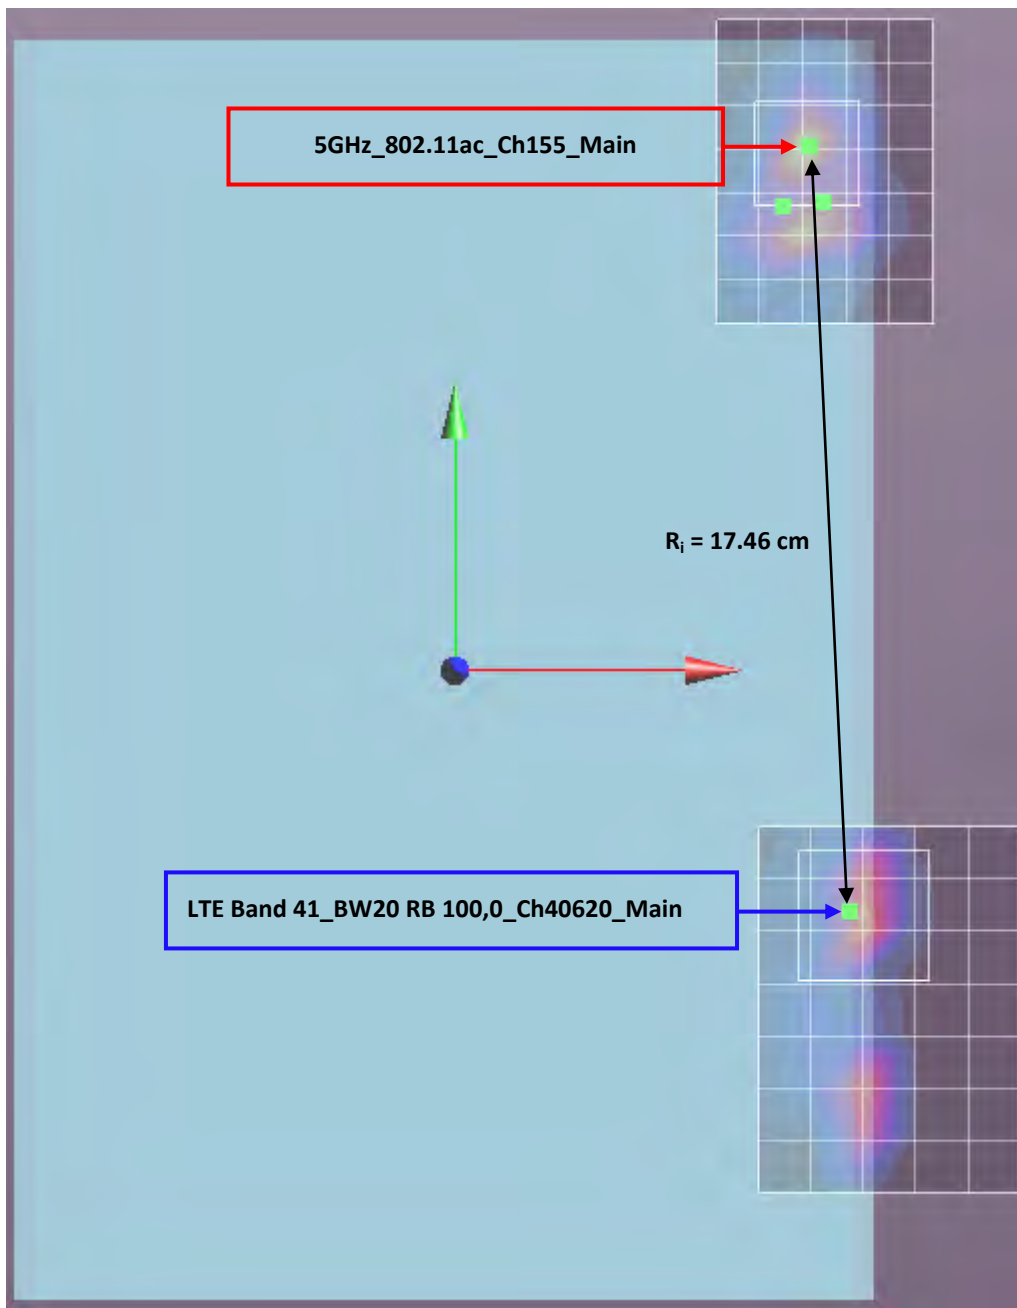 5GHz_802.11ac_Ch155_Main
Rᵢ = 17.46 cm
LTE Band 41_BW20 RB 100,0_Ch40620_Main